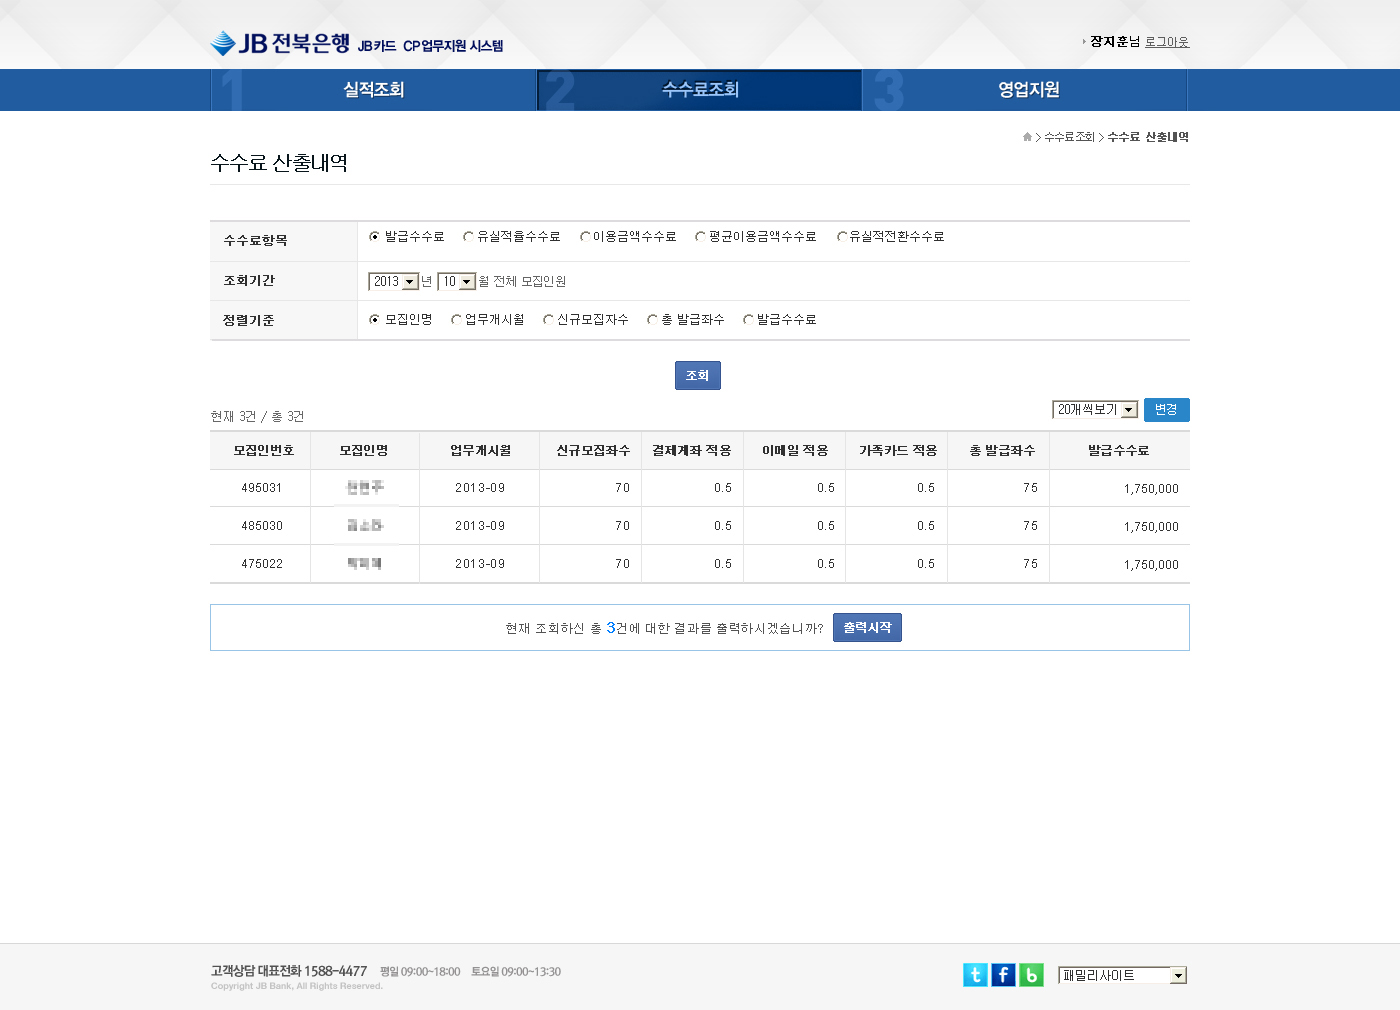 JB 전북은행 JB카드 CP업무지원 시스템
장지훈님 로그아웃
1 실적조회 2 수수료조회 3 영업지원
> 수수료조회 > 수수료 산출내역
수수료 산출내역
수수료항목 발급수수료 유실적율수수료 이용금액수수료 평균이용금액수수료 유실적전환수수료
조회기간 2013 년 10 월 전체 모집인원
정렬기준 모집인명 업무개시월 신규모집자수 총 발급좌수 발급수수료
조회
현재 3건 / 총 3건 20개씩보기 변경
모집인번호 모집인명 업무개시월 신규모집좌수 결제계좌 적용 이메일 적용 가족카드 적용 총 발급좌수 발급수수료
495031 2013-09 70 0.5 0.5 0.5 75 1,750,000
485030 2013-09 70 0.5 0.5 0.5 75 1,750,000
475022 2013-09 70 0.5 0.5 0.5 75 1,750,000
현재 조회하신 총 3건에 대한 결과를 출력하시겠습니까? 출력시작
고객상담 대표전화 1588-4477 평일 09:00~18:00 토요일 09:00~13:30
Copyright JB Bank, All Rights Reserved.
t f b 패밀리사이트